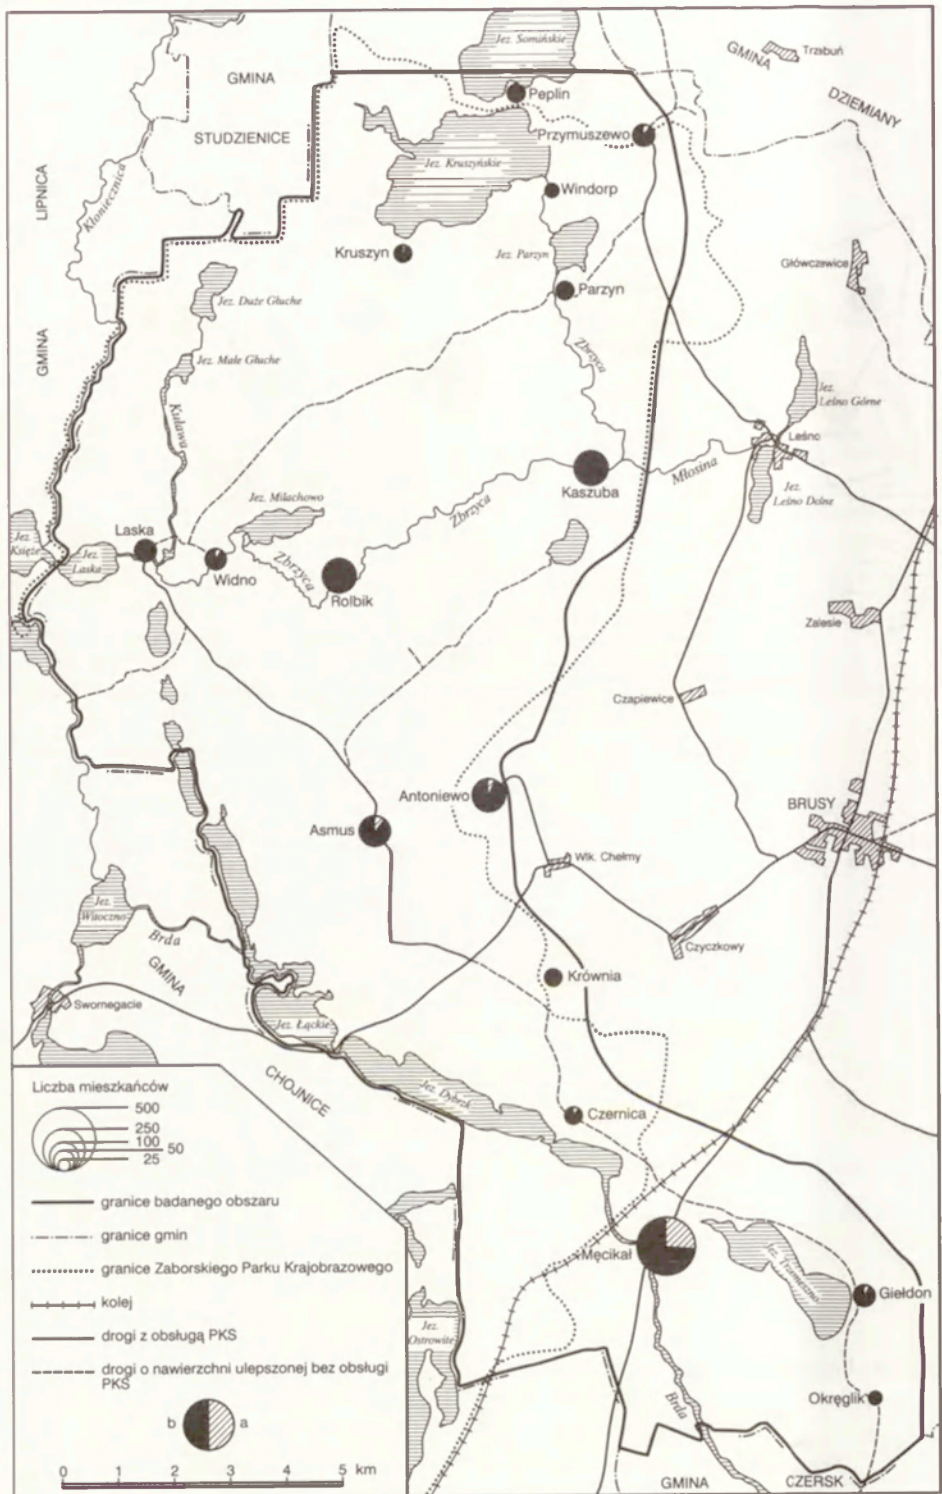 Jez. Somińskie
GMINA
Trzebuń
GMINA
Peplin
DZIEMIANY
STUDZIENICE
Przymuszewo
Jez. Kruszyńskie
LIPNICA
Kłoniecznica
Windorp
Kruszyn
Jez. Parzyn
Główczewice
Parzyn
Jez. Duże Głuche
GMINA
Jez. Małe Głuche
Zbrzyca
Jez.
Leśno Górne
Kulawa
Leśno
Młosina
Kaszuba
Jez.
Leśno Dolne
Jez. Milachowo
Zbrzyca
Laska
Jez.
Księże
Jez.
Laska
Widno
Zbrzyca
Rolbik
Zalesie
Czapiewice
Antoniewo
BRUSY
Asmus
Wlk. Chełmy
Jez.
Witoczno
Brda
Czyczkowy
GMINA
Krównia
Swornegacie
Jez. Łąckie
CHOJNICE
Jez. Dybrzk
Czernica
Męcikał
Jez. Trzemeszno
Giełdon
Jez.
Ostrowite
Okręglik
Brda
GMINA
CZERSK
Liczba mieszkańców
500
250
100
50
25
granice badanego obszaru
granice gmin
granice Zaborskiego Parku Krajobrazowego
kolej
drogi z obsługą PKS
drogi o nawierzchni ulepszonej bez obsługi
PKS
b a
0 1 2 3 4 5 km